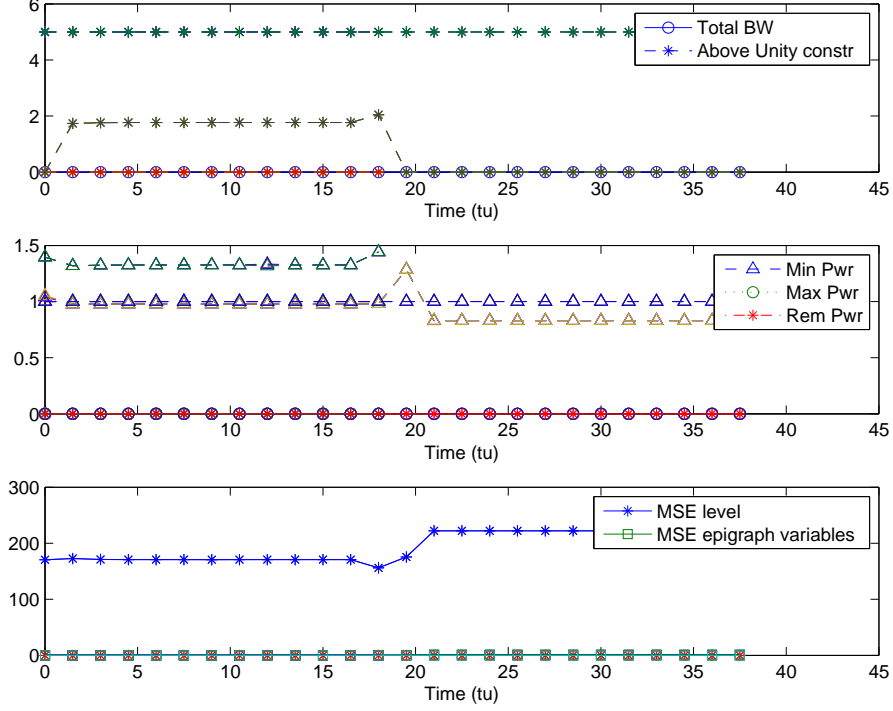 6
4
2
0
Total BW
Above Unity constr
0 5 10 15 20 25 30 35 40 45
Time (tu)
1.5
1
0.5
0
Min Pwr
Max Pwr
Rem Pwr
0 5 10 15 20 25 30 35 40 45
Time (tu)
300
200
100
0
MSE level
MSE epigraph variables
0 5 10 15 20 25 30 35 40 45
Time (tu)